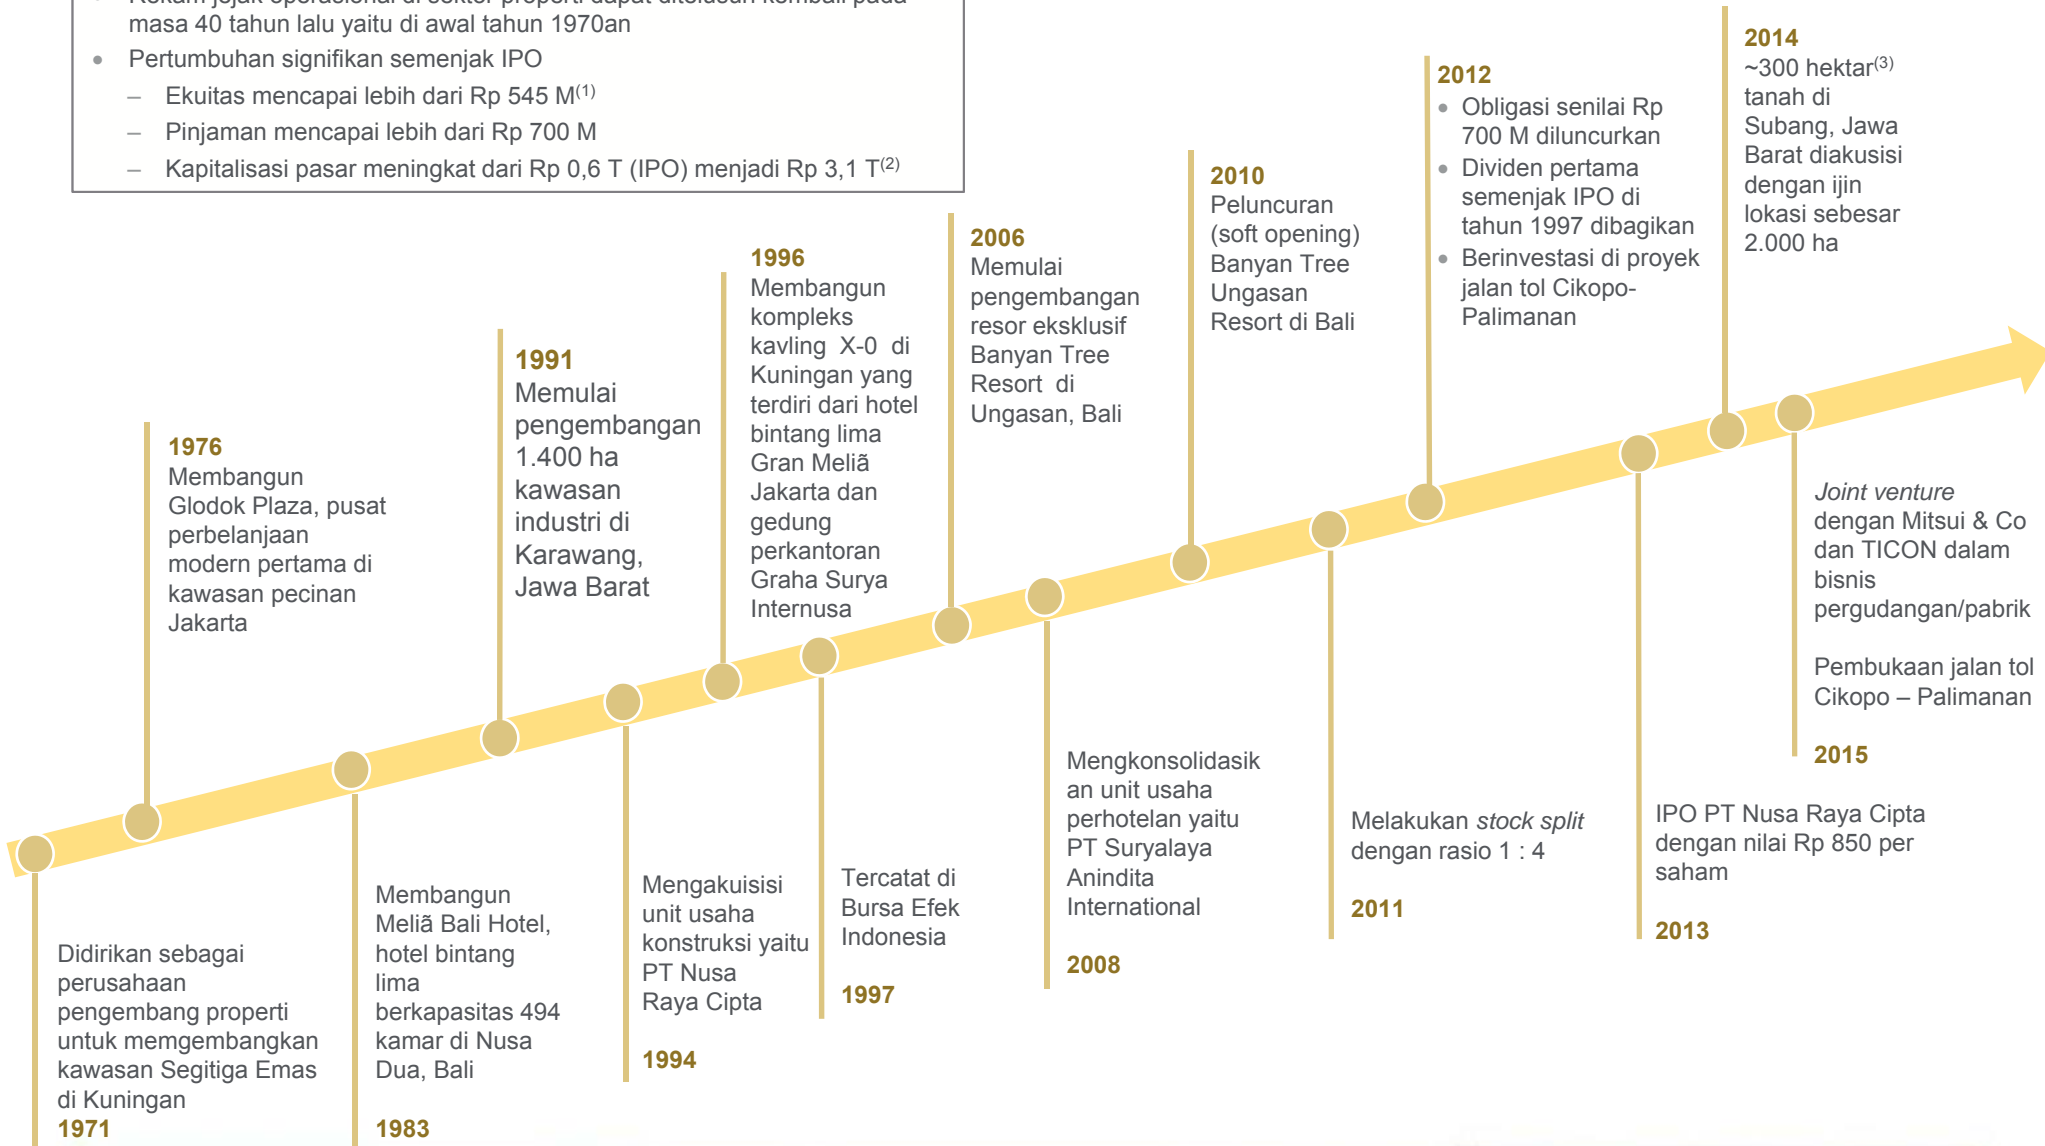 masa 40 tahun lalu yaitu di awal tahun 1970an
• Pertumbuhan signifikan semenjak IPO
– Ekuitas mencapai lebih dari Rp 545 M(1)
– Pinjaman mencapai lebih dari Rp 700 M
– Kapitalisasi pasar meningkat dari Rp 0,6 T (IPO) menjadi Rp 3,1 T(2)
1976
Membangun
Glodok Plaza, pusat
perbelanjaan
modern pertama di
kawasan pecinan
Jakarta
1991
Memulai
pengembangan
1.400 ha
kawasan
industri di
Karawang,
Jawa Barat
1996
Membangun
kompleks
kavling X-0 di
Kuningan yang
terdiri dari hotel
bintang lima
Gran Meliã
Jakarta dan
gedung
perkantoran
Graha Surya
Internusa
2006
Memulai
pengembangan
resor eksklusif
Banyan Tree
Resort di
Ungasan, Bali
2010
Peluncuran
(soft opening)
Banyan Tree
Ungasan
Resort di Bali
2012
• Obligasi senilai Rp
700 M diluncurkan
• Dividen pertama
semenjak IPO di
tahun 1997 dibagikan
• Berinvestasi di proyek
jalan tol Cikopo-
Palimanan
2014
~300 hektar(3)
tanah di
Subang, Jawa
Barat diakusisi
dengan ijin
lokasi sebesar
2.000 ha
Didirikan sebagai
perusahaan
pengembang properti
untuk memgembangkan
kawasan Segitiga Emas
di Kuningan
1971
Membangun
Meliã Bali Hotel,
hotel bintang
lima
berkapasitas 494
kamar di Nusa
Dua, Bali
1983
Mengakuisisi
unit usaha
konstruksi yaitu
PT Nusa
Raya Cipta
1994
Tercatat di
Bursa Efek
Indonesia
1997
Mengkonsolidasik
an unit usaha
perhotelan yaitu
PT Suryalaya
Anindita
International
2008
Melakukan stock split
dengan rasio 1 : 4
2011
IPO PT Nusa Raya Cipta
dengan nilai Rp 850 per
saham
2013
Joint venture
dengan Mitsui & Co
dan TICON dalam
bisnis
pergudangan/pabrik
Pembukaan jalan tol
Cikopo – Palimanan
2015